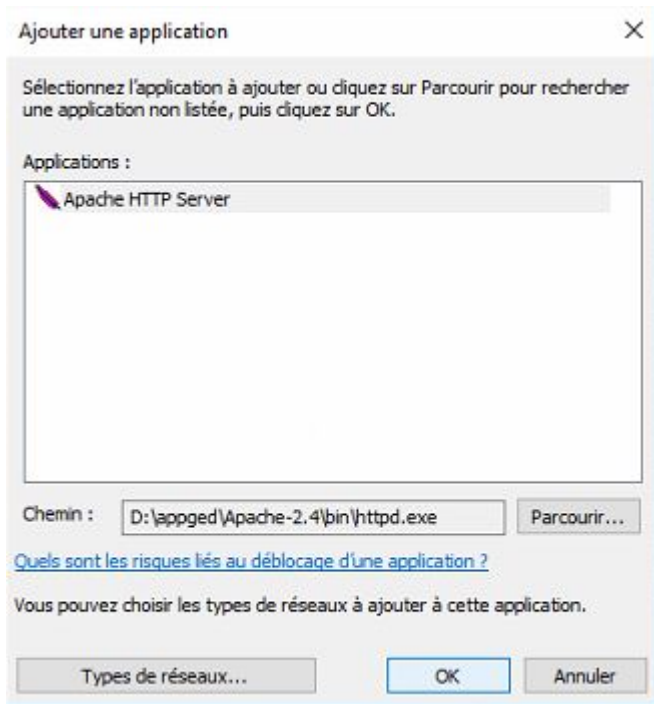 Ajouter une application
Sélectionnez l'application à ajouter ou cliquez sur Parcourir pour rechercher
une application non listée, puis cliquez sur OK.
Applications :
Apache HTTP Server
Chemin :
D:\appged\Apache-2.4\bin\httpd.exe
Parcourir...
Quels sont les risques liés au déblocage d'une application ?
Vous pouvez choisir les types de réseaux à ajouter à cette application.
Types de réseaux...
OK
Annuler